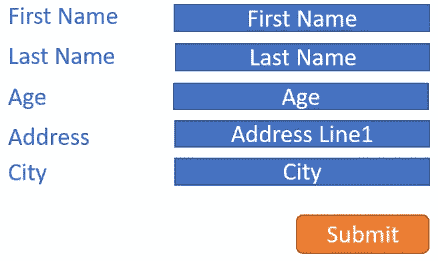 First Name First Name
Last Name Last Name
Age Age
Address Address Line1
City City
Submit